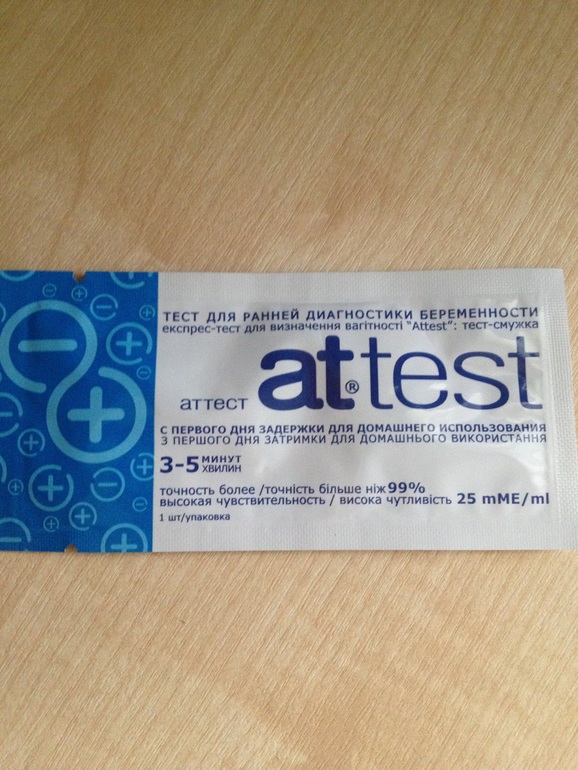 ТЕСТ ДЛЯ РАННЕЙ ДИАГНОСТИКИ БЕРЕМЕННОСТИ
експрес-тест для визначення вагітності "Attest": тест-смужка
аттест attest®
С ПЕРВОГО ДНЯ ЗАДЕРЖКИ ДЛЯ ДОМАШНЕГО ИСПОЛЬЗОВАНИЯ
З ПЕРШОГО ДНЯ ЗАТРИМКИ ДЛЯ ДОМАШНЬОГО ВИКОРИСТАННЯ
3-5 МИНУТ
ХВИЛИН
точность более /точність більше ніж 99%
высокая чувствительность / висока чутливість 25 mME/ml
1 шт/упаковка